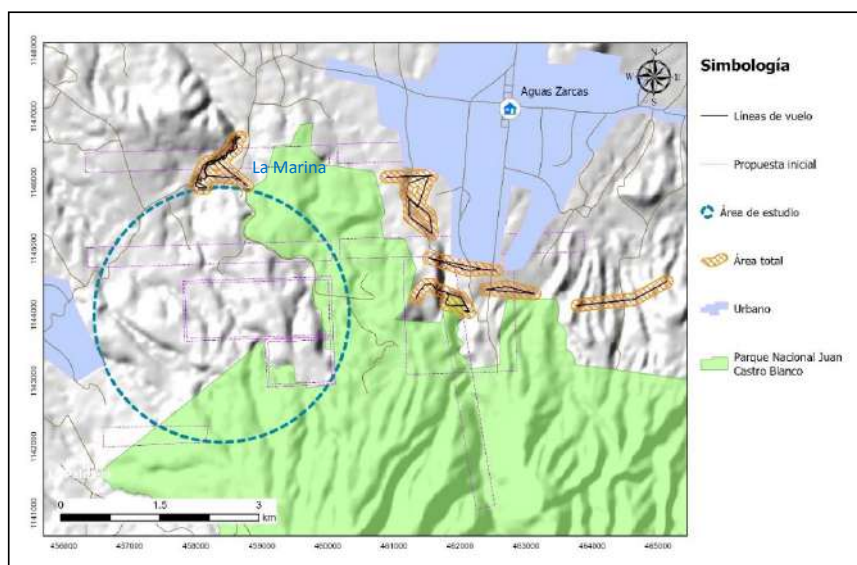 Simbología
Líneas de vuelo
Propuesta inicial
Área de estudio
Área total
Urbano
Parque Nacional Juan
Castro Blanco
N
W
E
S
Aguas Zarcas
La Marina
1148000
1147000
1146000
1145000
1144000
1143000
1142000
1141000
0
1.5
3
km
456000
457000
458000
459000
460000
461000
462000
463000
464000
465000